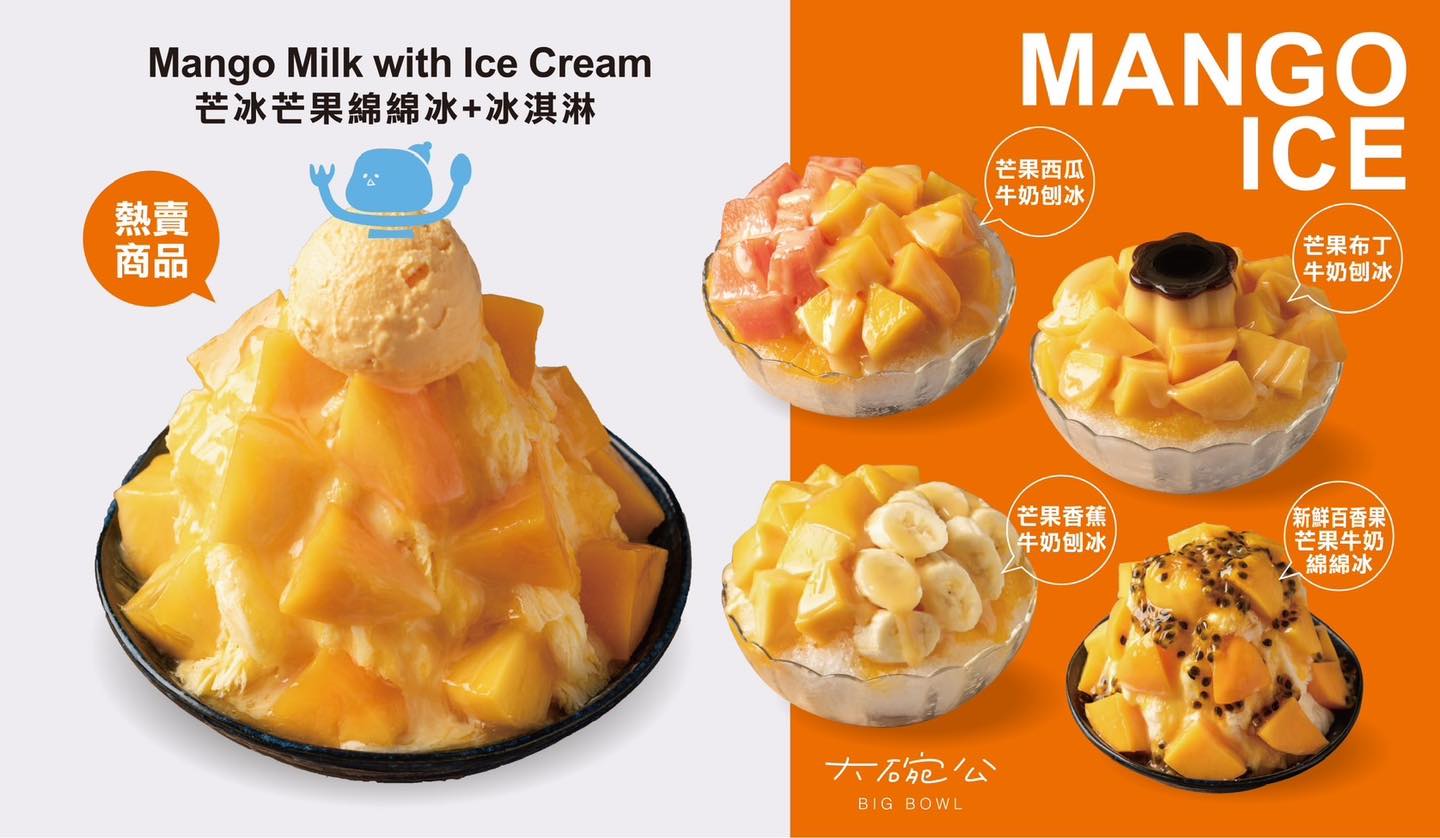 Mango Milk with Ice Cream
芒冰芒果綿綿冰+冰淇淋
熱賣
商品
MANGO
ICE
芒果西瓜
牛奶刨冰
芒果布丁
牛奶刨冰
芒果香蕉
牛奶刨冰
新鮮百香果
芒果牛奶
綿綿冰
大碗公
BIG BOWL